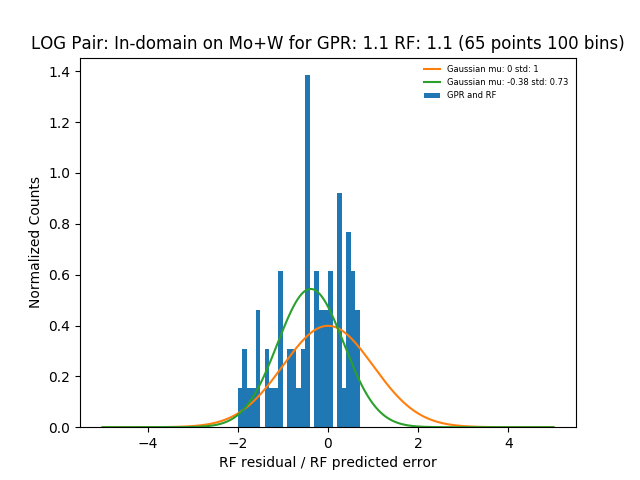 LOG Pair: In-domain on Mo+W for GPR: 1.1 RF: 1.1 (65 points 100 bins)
Gaussian mu: 0 std: 1
Gaussian mu: -0.38 std: 0.73
GPR and RF
Normalized Counts
1.4
1.2
1.0
0.8
0.6
0.4
0.2
0.0
−4 −2 0 2 4
RF residual / RF predicted error